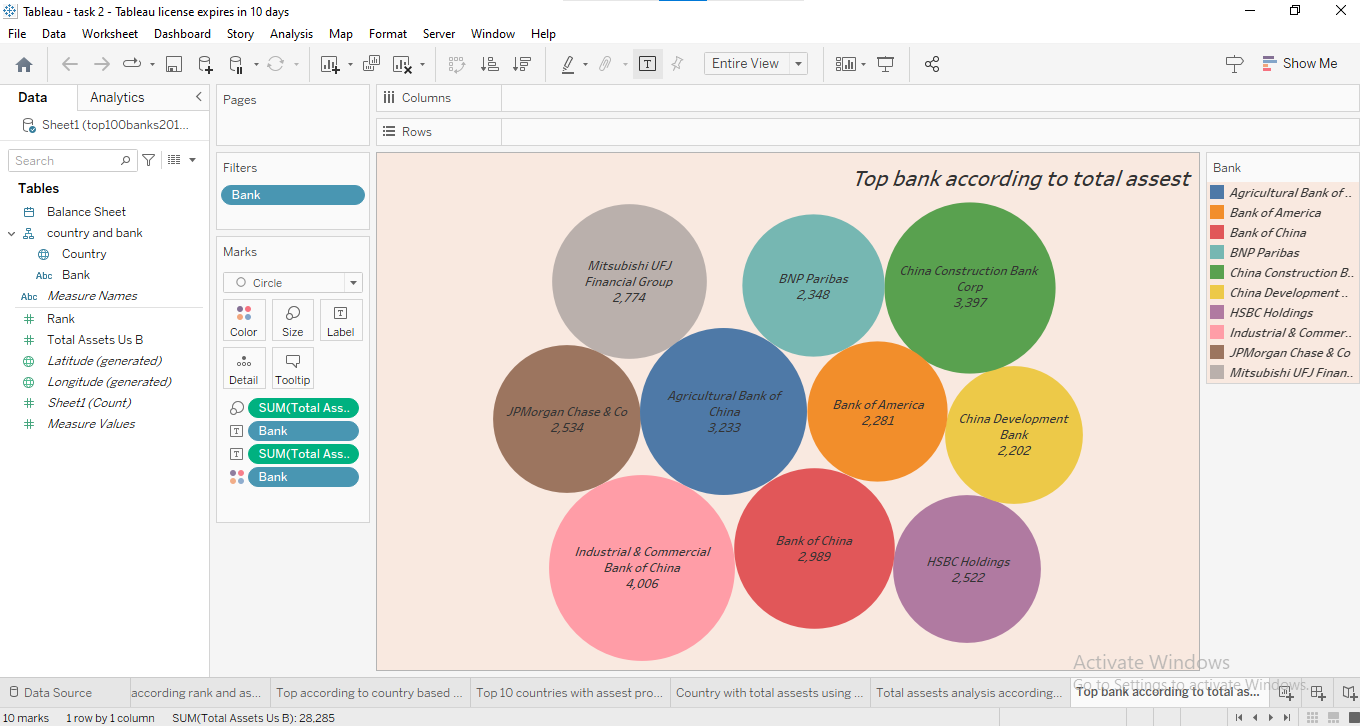 Tableau - task 2 - Tableau license expires in 10 days
File Data Worksheet Dashboard Story Analysis Map Format Server Window Help
Entire View
Show Me
Data Analytics
Sheet1 (top100banks201...
Search
Tables
Balance Sheet
country and bank
Country
Abc Bank
Abc Measure Names
Rank
Total Assets Us B
Latitude (generated)
Longitude (generated)
Sheet1 (Count)
Measure Values
Pages
Filters
Bank
Marks
Circle
Color Size Label
Detail Tooltip
SUM(Total Ass..
Bank
SUM(Total Ass..
Bank
Columns
Rows
Top bank according to total assest
Mitsubishi UFJ
Financial Group
2,774
BNP Paribas
2,348
China Construction Bank
Corp
3,397
JPMorgan Chase & Co
2,534
Agricultural Bank of
China
3,233
Bank of America
2,281
China Development
Bank
2,202
Industrial & Commercial
Bank of China
4,006
Bank of China
2,989
HSBC Holdings
2,522
Bank
Agricultural Bank of ..
Bank of America
Bank of China
BNP Paribas
China Construction B..
China Development ..
HSBC Holdings
Industrial & Commer..
JPMorgan Chase & Co
Mitsubishi UFJ Finan..
Activate Windows
Go to Settings to activate Windows.
Data Source
according rank and as...
Top according to country based ...
Top 10 countries with assest pro...
Country with total assests using ...
Total assests analysis according...
Top bank according to total as...
10 marks 1 row by 1 column SUM(Total Assets Us B): 28,285